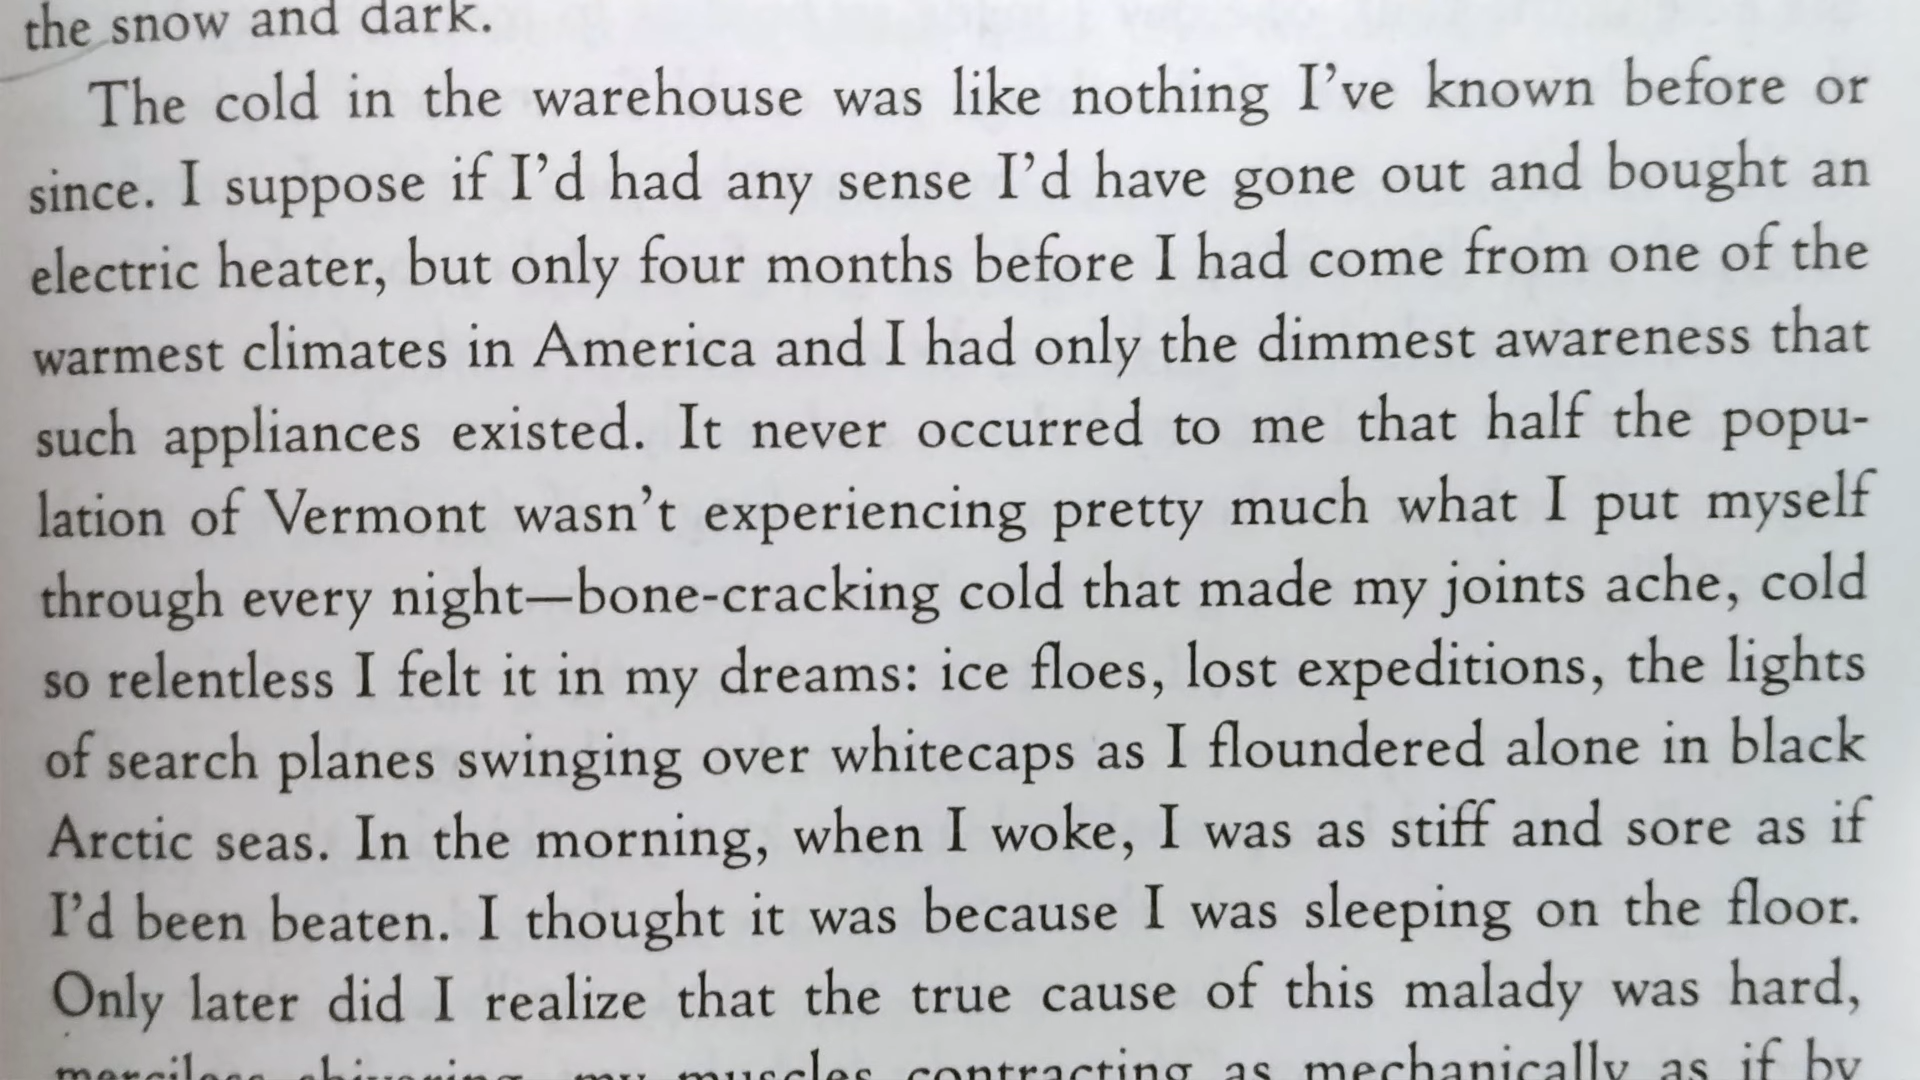 the snow and dark.
The cold in the warehouse was like nothing I’ve known before or
since. I suppose if I’d had any sense I’d have gone out and bought an
electric heater, but only four months before I had come from one of the
warmest climates in America and I had only the dimmest awareness that
such appliances existed. It never occurred to me that half the popu-
lation of Vermont wasn’t experiencing pretty much what I put myself
through every night—bone-cracking cold that made my joints ache, cold
so relentless I felt it in my dreams: ice floes, lost expeditions, the lights
of search planes swinging over whitecaps as I floundered alone in black
Arctic seas. In the morning, when I woke, I was as stiff and sore as if
I’d been beaten. I thought it was because I was sleeping on the floor.
Only later did I realize that the true cause of this malady was hard,
merciless shivering, my muscles contracting as mechanically as if by